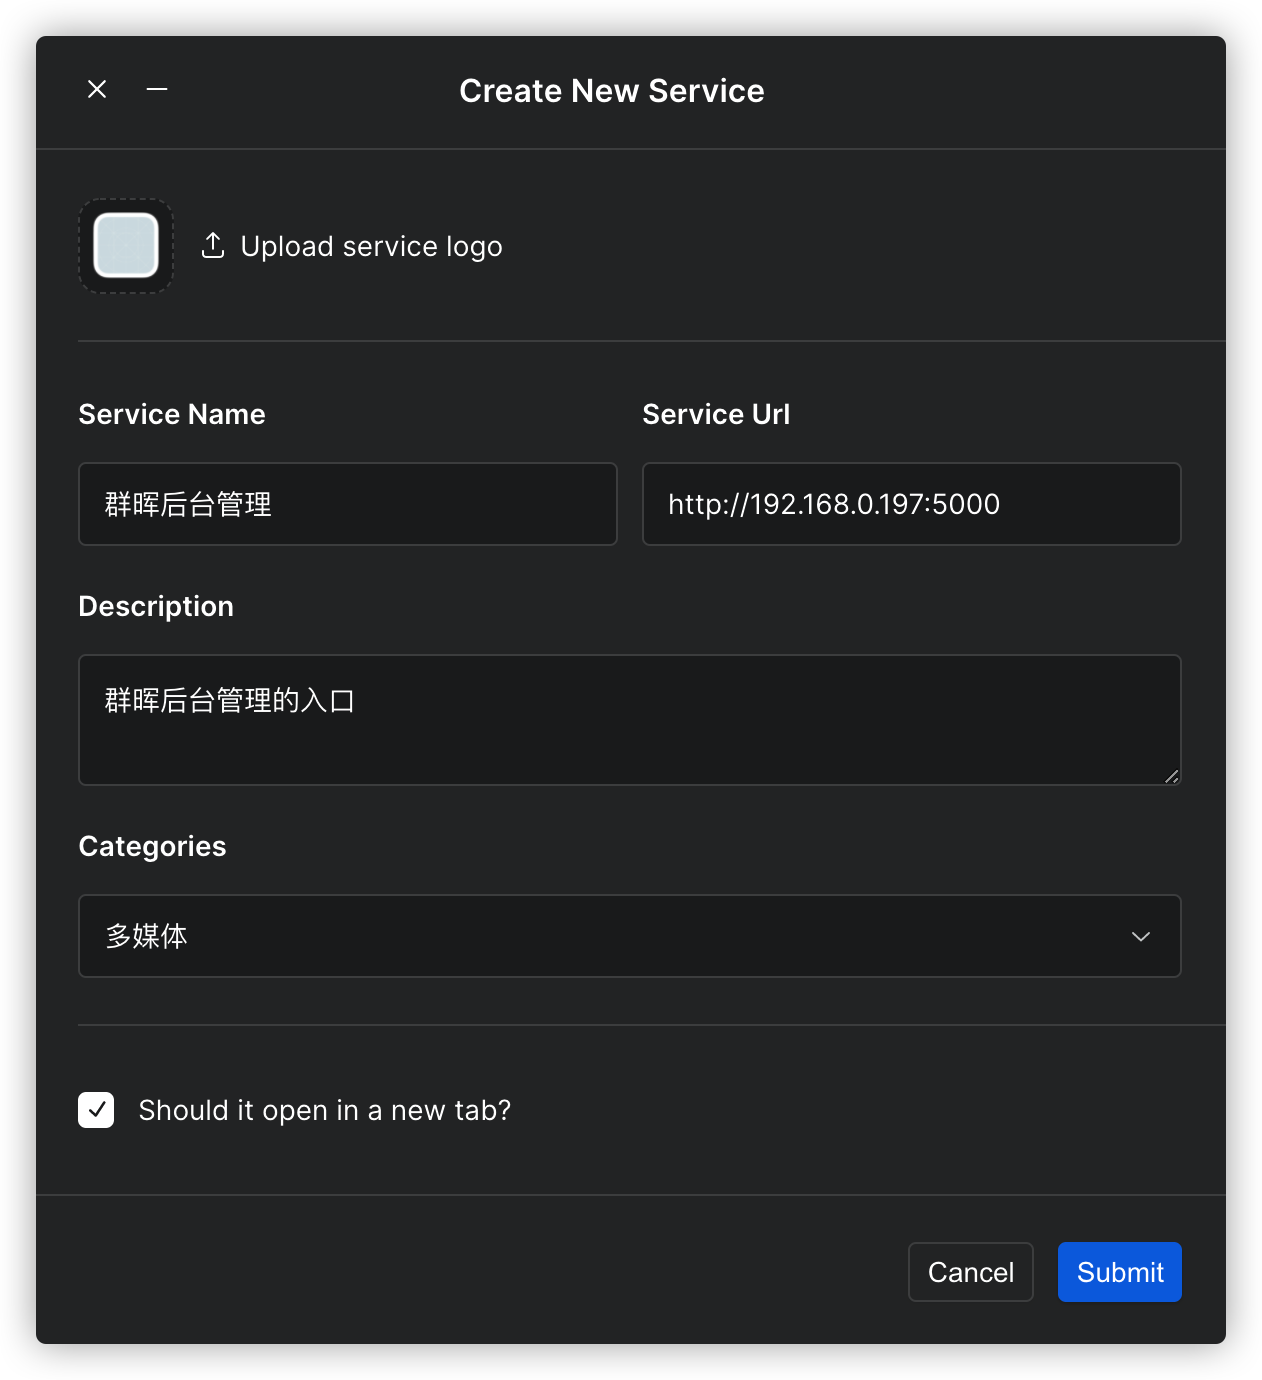 Create New Service
Upload service logo
Service Name
Service Url
群晖后台管理
http://192.168.0.197:5000
Description
群晖后台管理的入口
Categories
多媒体
Should it open in a new tab?
Cancel
Submit